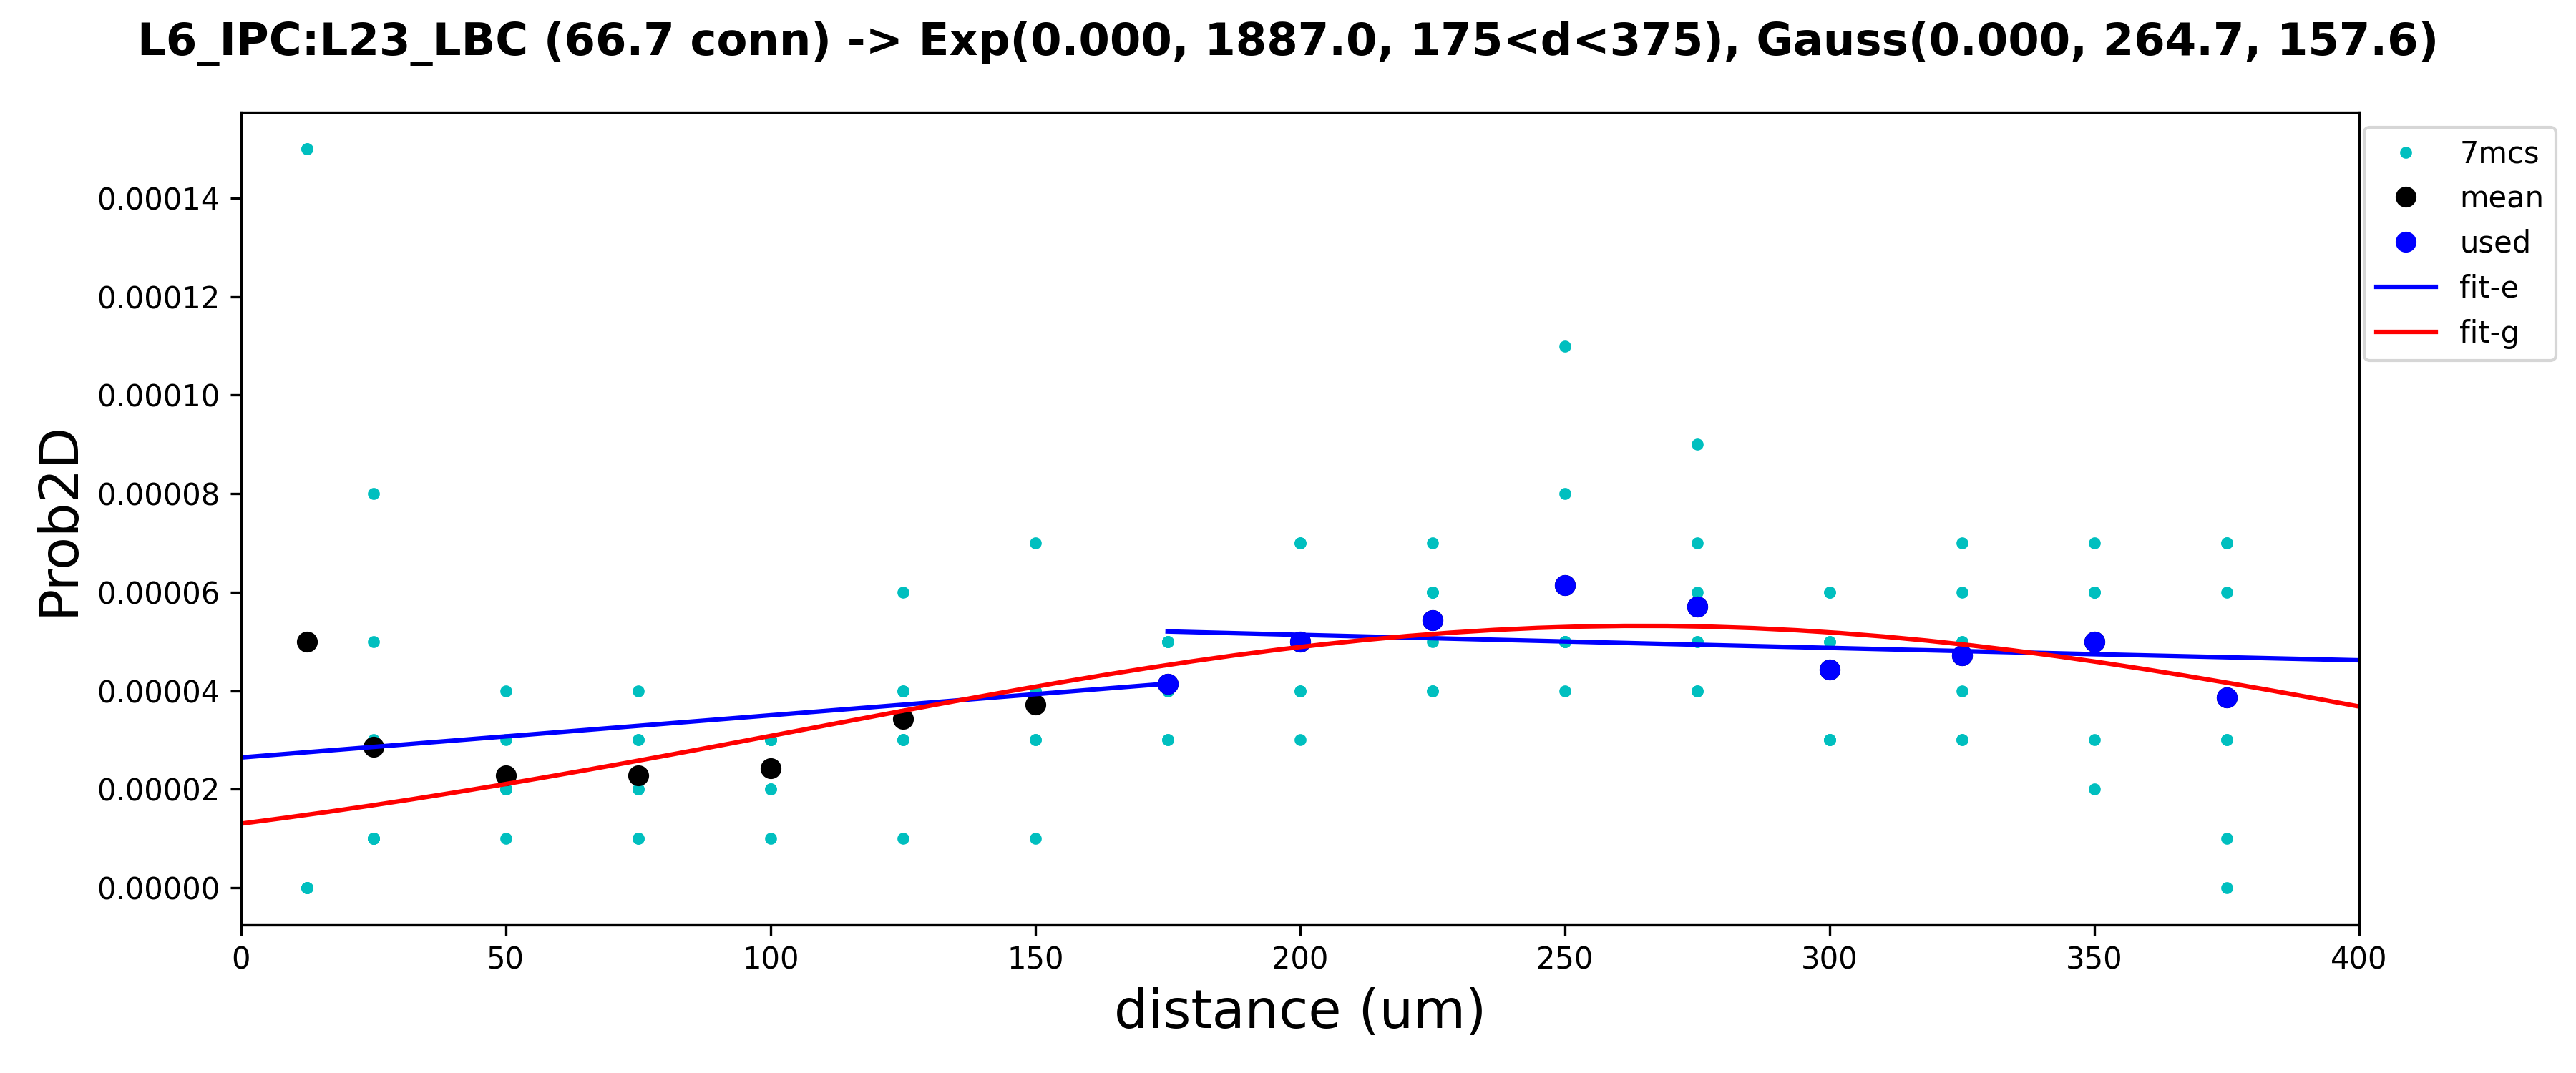 L6_IPC:L23_LBC (66.7 conn) -> Exp(0.000, 1887.0, 175<d<375), Gauss(0.000, 264.7, 157.6)
7mcs
mean
used
fit-e
fit-g
Prob2D
0.00014
0.00012
0.00010
0.00008
0.00006
0.00004
0.00002
0.00000
0 50 100 150 200 250 300 350 400
distance (um)